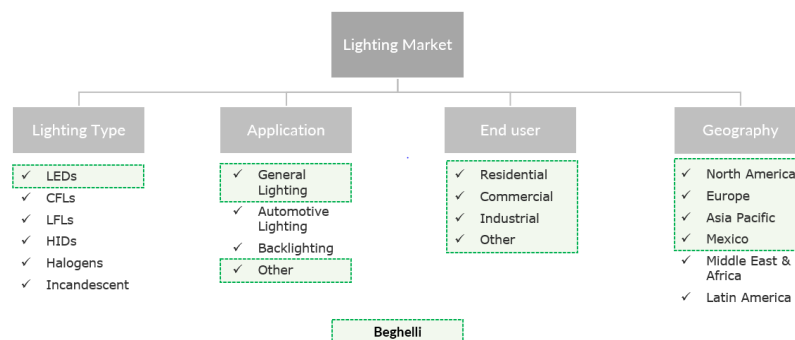 Lighting Market
Lighting Type
Application
End user
Geography
✓ LEDs
✓ CFLs
✓ LFLs
✓ HIDs
✓ Halogens
✓ Incandescent
✓ General
Lighting
✓ Automotive
Lighting
✓ Backlighting
✓ Other
✓ Residential
✓ Commercial
✓ Industrial
✓ Other
✓ North America
✓ Europe
✓ Asia Pacific
✓ Mexico
✓ Middle East &
Africa
✓ Latin America
Beghelli